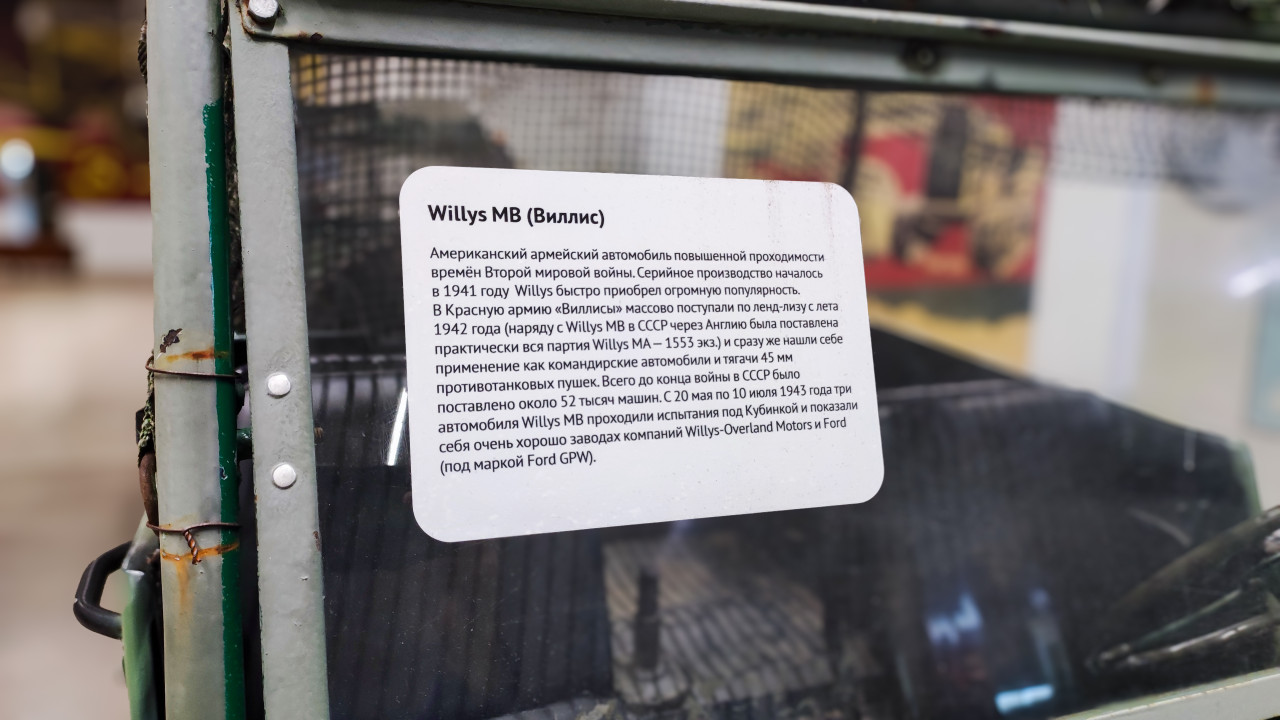 Willys MB (Виллис)
Американский армейский автомобиль повышенной проходимости
времён Второй мировой войны. Серийное производство началось
в 1941 году Willys быстро приобрел огромную популярность.
В Красную армию «Виллисы» массово поступали по ленд-лизу с лета
1942 года (наряду с Willys MB в СССР через Англию была поставлена
практически вся партия Willys MA — 1553 экз.) и сразу же нашли себе
применение как командирские автомобили и тягачи 45 мм
противотанковых пушек. Всего до конца войны в СССР было
поставлено около 52 тысяч машин. С 20 мая по 10 июля 1943 года три
автомобиля Willys MB проходили испытания под Кубинкой и показали
себя очень хорошо заводах компаний Willys-Overland Motors и Ford
(под маркой Ford GPW).